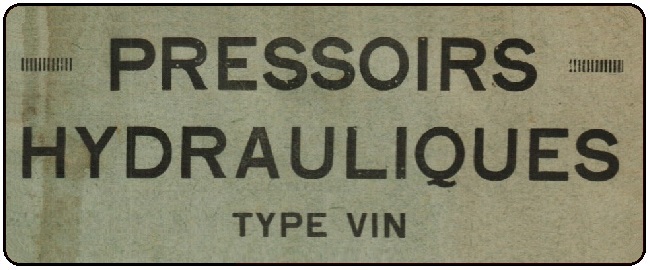 PRESSOIRS
HYDRAULIQUES
TYPE VIN